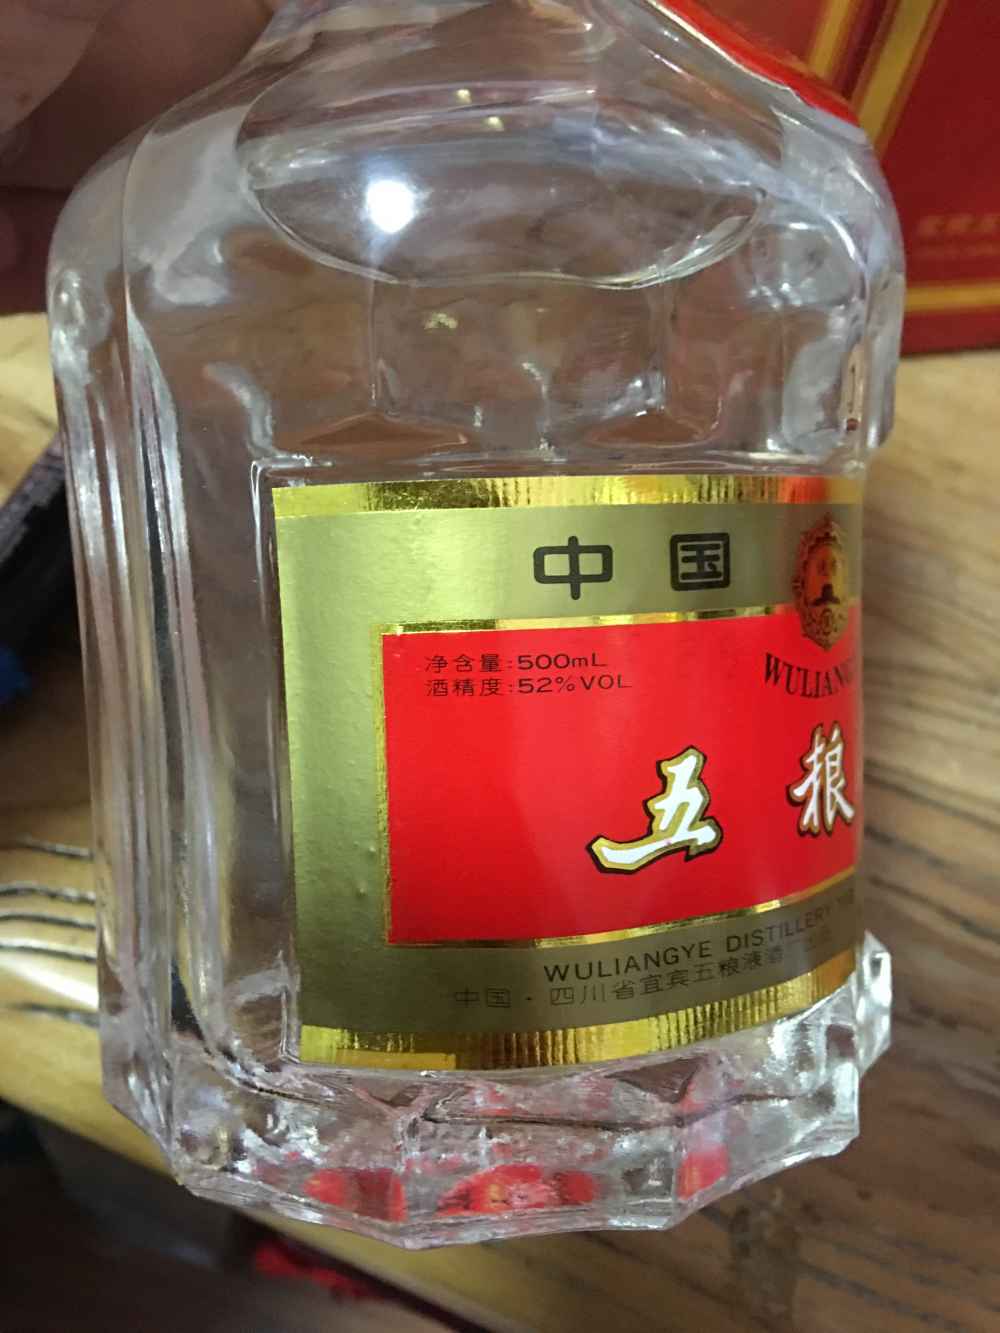 中国
WULIANG
净含量:500mL
酒精度:52%VOL
五粮
WULIANGYE DISTILLERY
中国·四川省宜宾五粮液酒